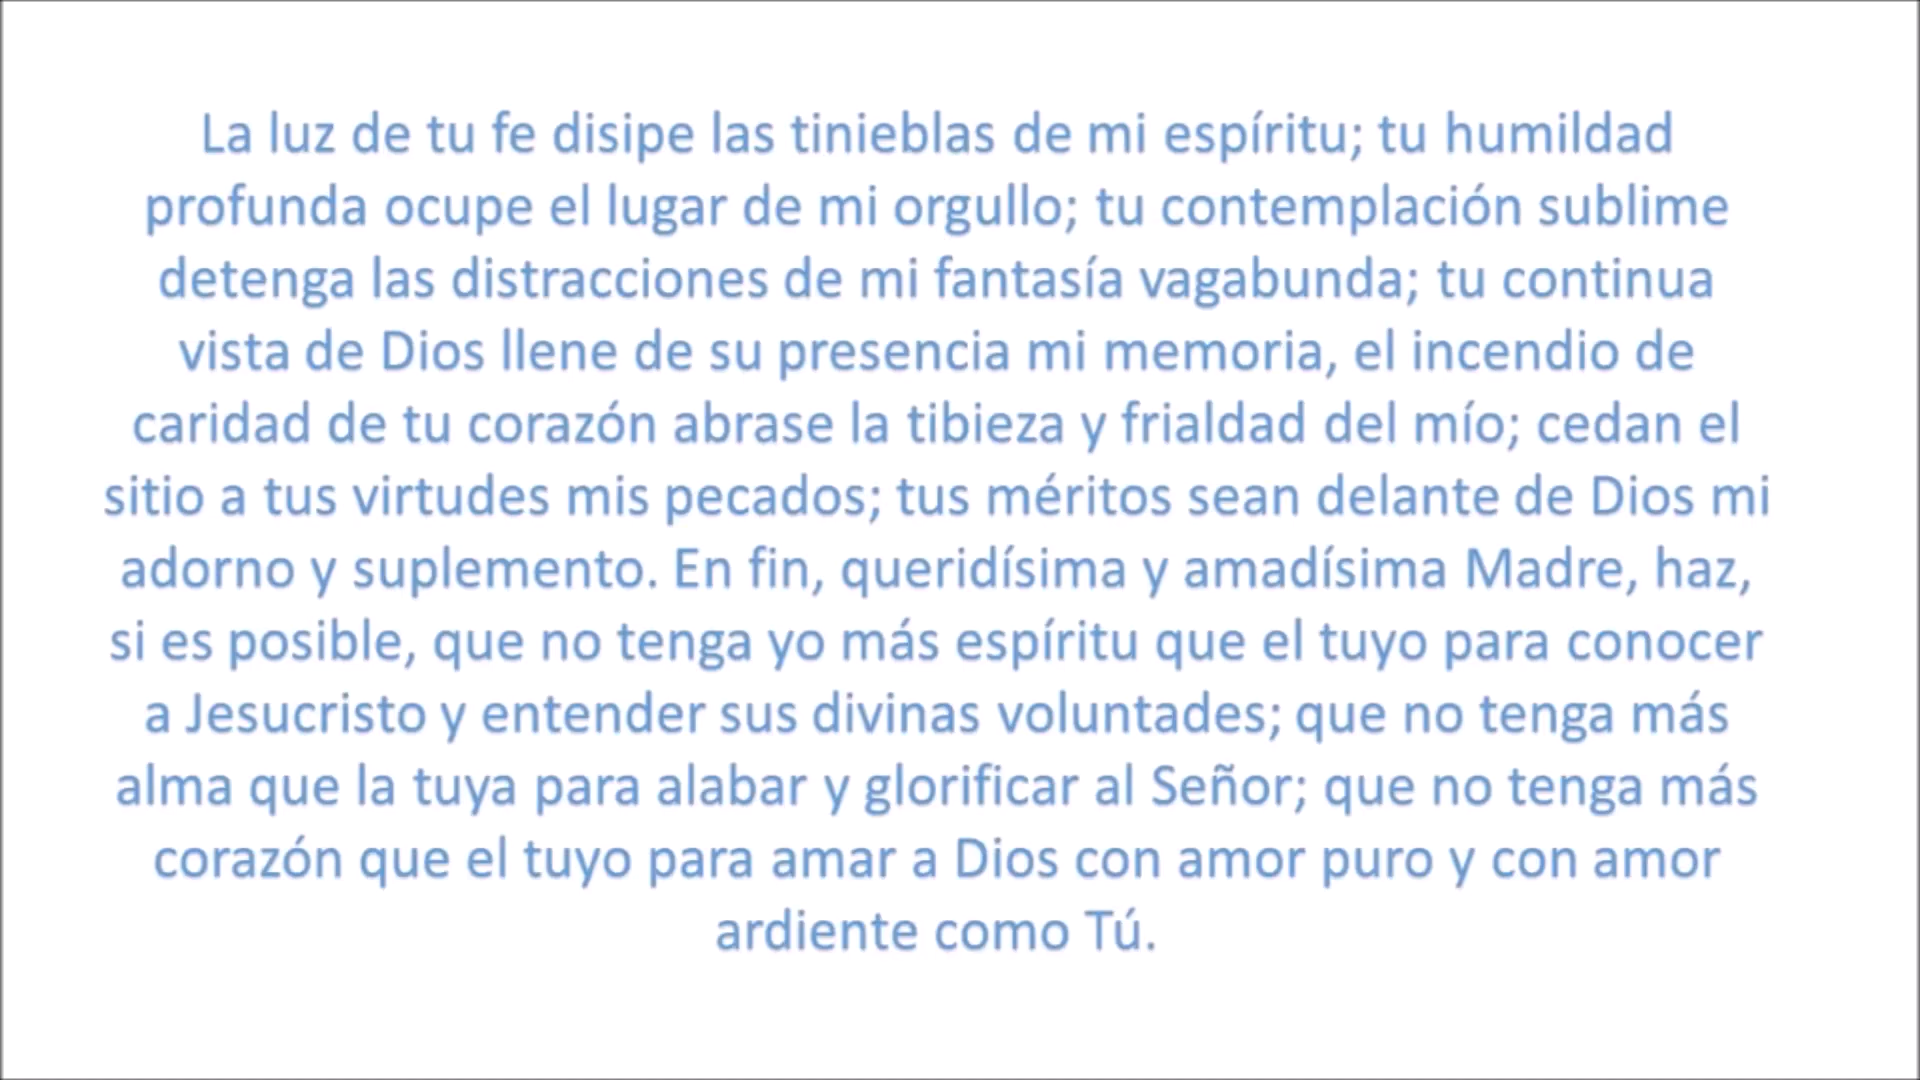 La luz de tu fe disipe las tinieblas de mi espíritu; tu humildad
profunda ocupe el lugar de mi orgullo; tu contemplación sublime
detenga las distracciones de mi fantasía vagabunda; tu continua
vista de Dios llene de su presencia mi memoria, el incendio de
caridad de tu corazón abrase la tibieza y frialdad del mío; cedan el
sitio a tus virtudes mis pecados; tus méritos sean delante de Dios mi
adorno y suplemento. En fin, queridísima y amadísima Madre, haz,
si es posible, que no tenga yo más espíritu que el tuyo para conocer
a Jesucristo y entender sus divinas voluntades; que no tenga más
alma que la tuya para alabar y glorificar al Señor; que no tenga más
corazón que el tuyo para amar a Dios con amor puro y con amor
ardiente como Tú.